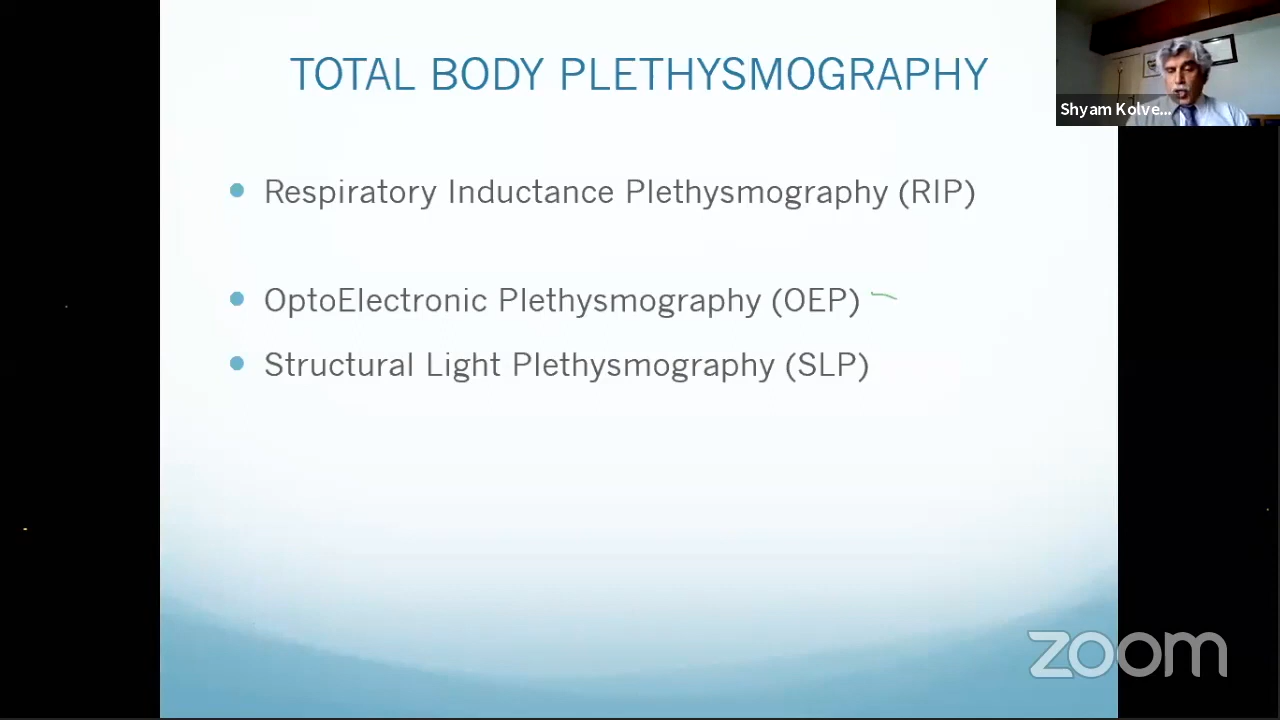 TOTAL BODY PLETHYSMOGRAPHY
Shyam Kolve...
Respiratory Inductance Plethysmography (RIP)
OptoElectronic Plethysmography (OEP)
Structural Light Plethysmography (SLP)
zoom